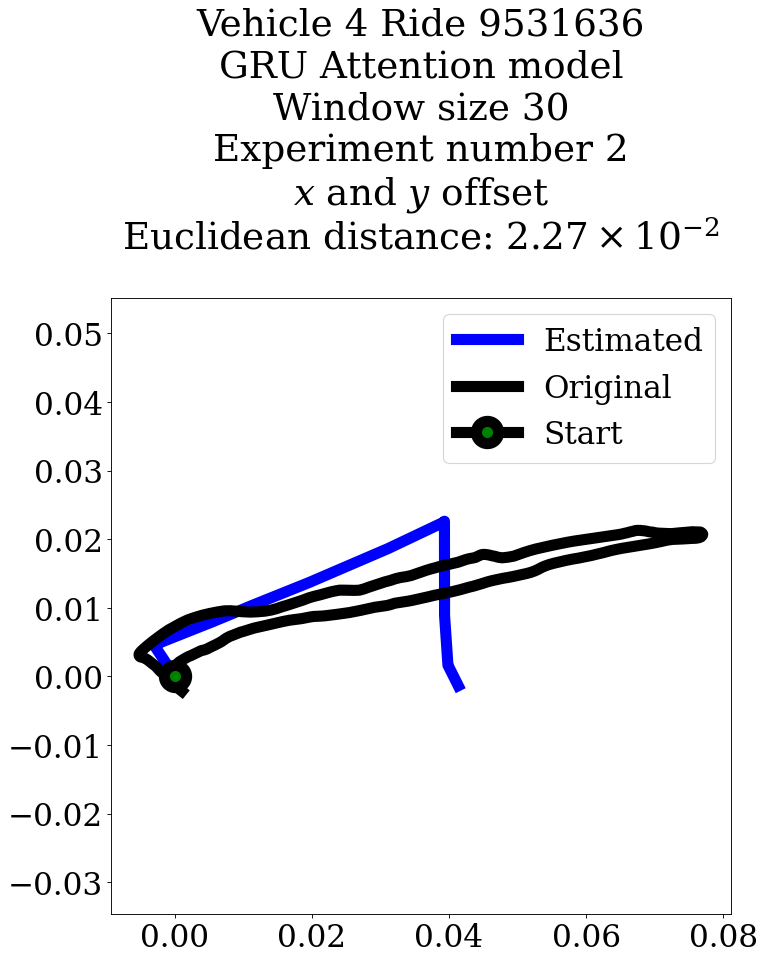 Vehicle 4 Ride 9531636
GRU Attention model
Window size 30
Experiment number 2
x and y offset
Euclidean distance: 2.27 × 10⁻²
Estimated
Original
Start
0.05
0.04
0.03
0.02
0.01
0.00
−0.01
−0.02
−0.03
0.00 0.02 0.04 0.06 0.08